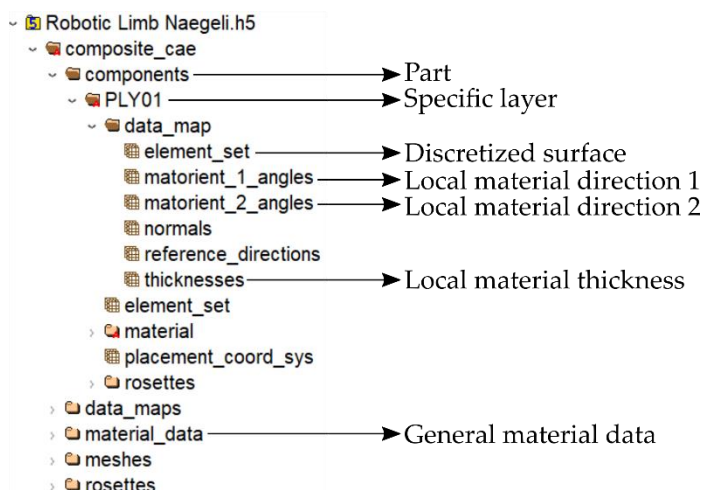 Robotic Limb Naegeli.h5
composite_cae
components Part
PLY01 Specific layer
data_map
element_set Discretized surface
matorient_1_angles Local material direction 1
matorient_2_angles Local material direction 2
normals
reference_directions
thicknesses Local material thickness
element_set
material
placement_coord_sys
rosettes
data_maps
material_data General material data
meshes
rosettes